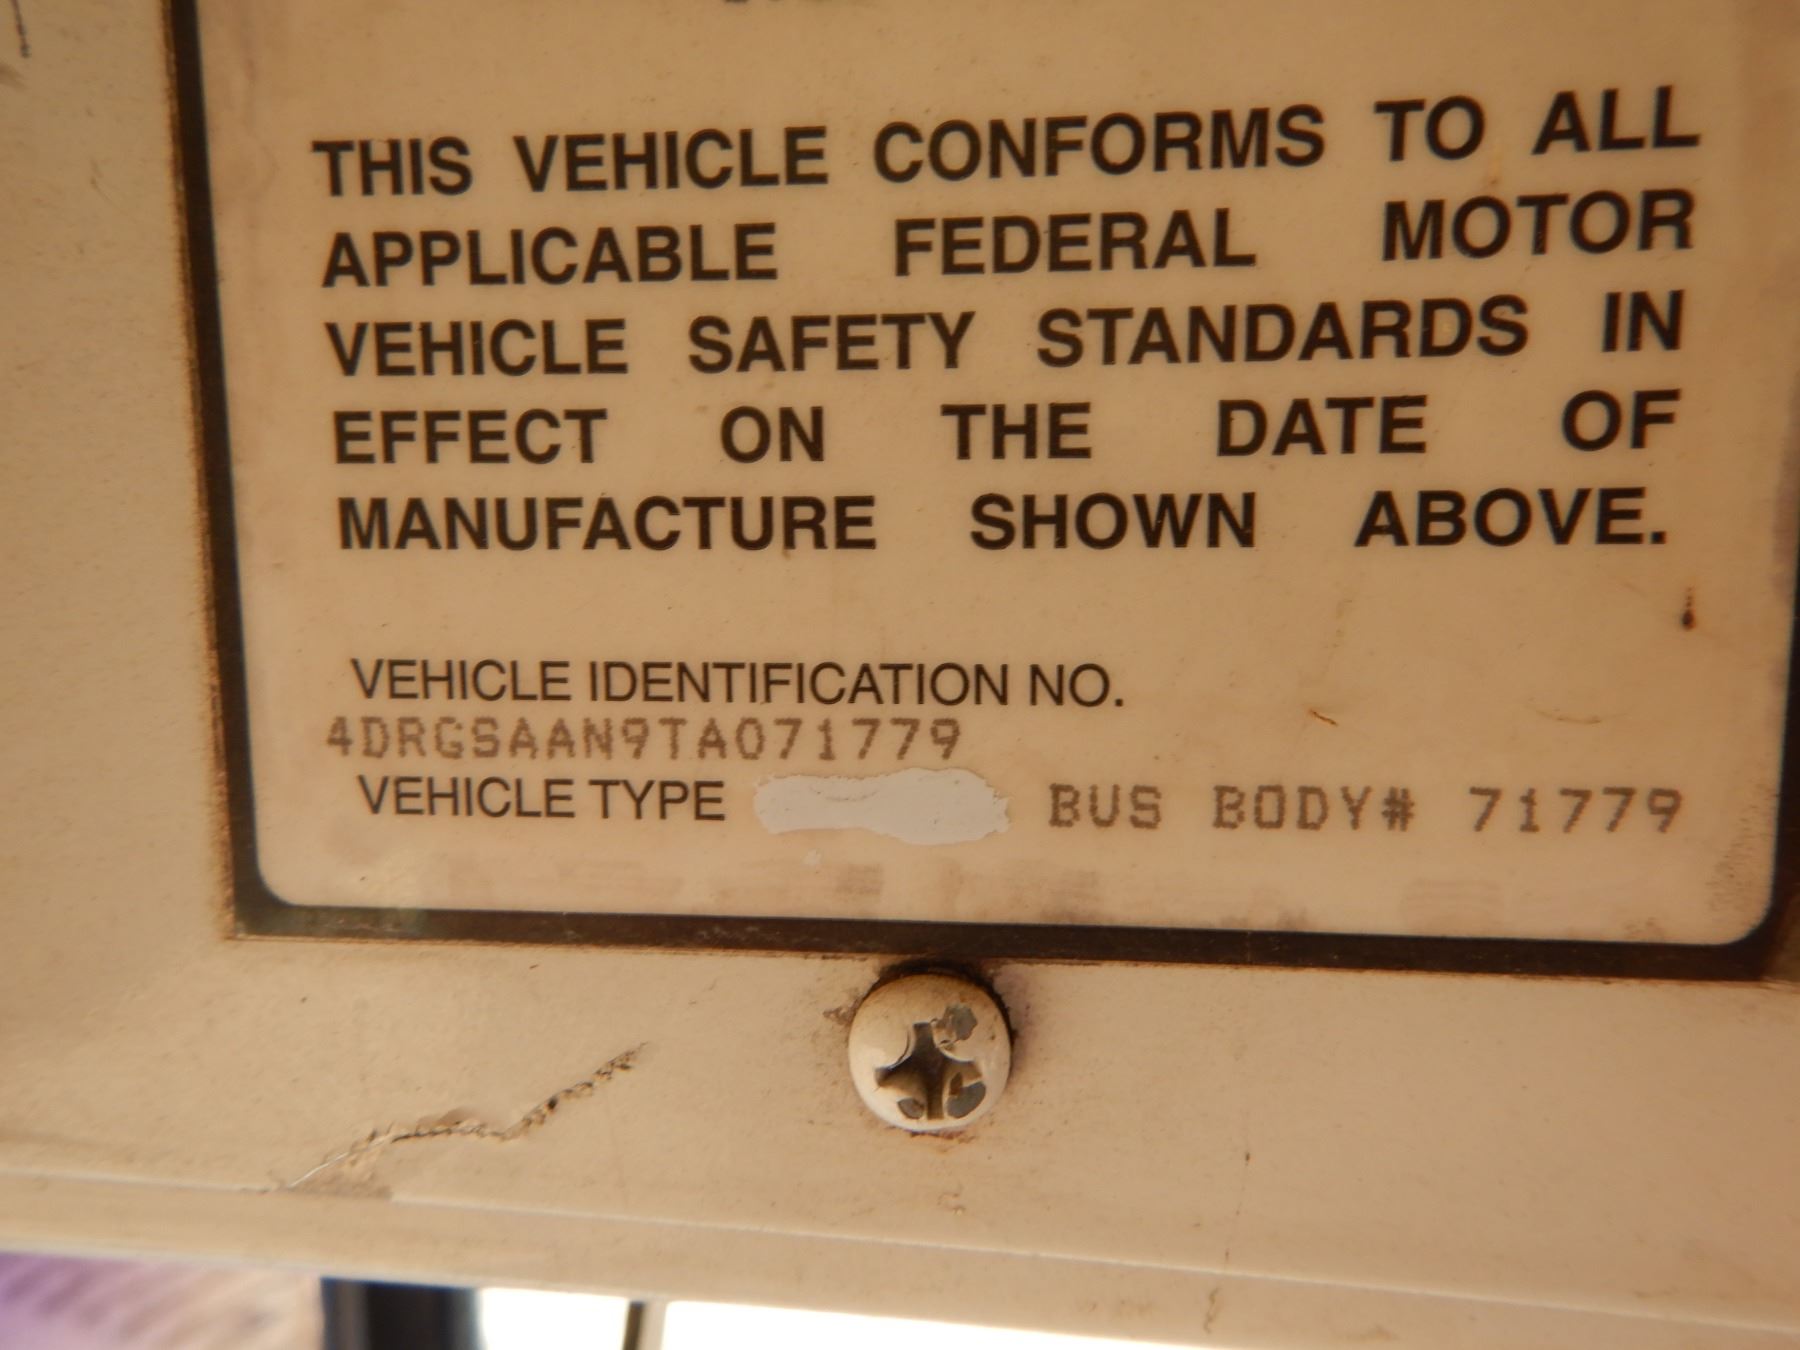 THIS VEHICLE CONFORMS TO ALL
APPLICABLE FEDERAL MOTOR
VEHICLE SAFETY STANDARDS IN
EFFECT ON THE DATE OF
MANUFACTURE SHOWN ABOVE.
VEHICLE IDENTIFICATION NO.
4DRGSAAN9TA071779
VEHICLE TYPE BUS BODY# 71779